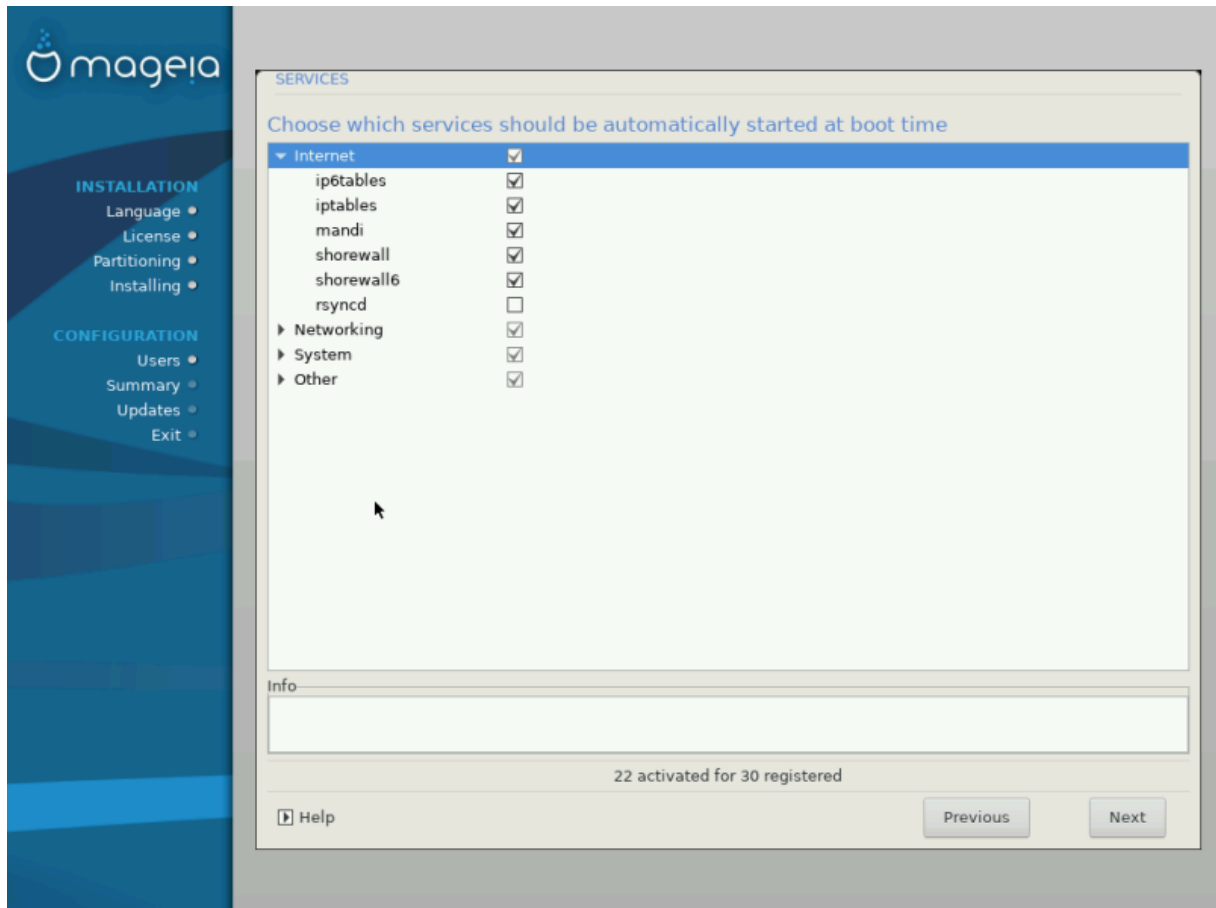 mageia
INSTALLATION
Language
License
Partitioning
Installing
CONFIGURATION
Users
Summary
Updates
Exit
SERVICES
Choose which services should be automatically started at boot time
Internet
ip6tables
iptables
mandi
shorewall
shorewall6
rsyncd
Networking
System
Other
Info
22 activated for 30 registered
Help
Previous
Next